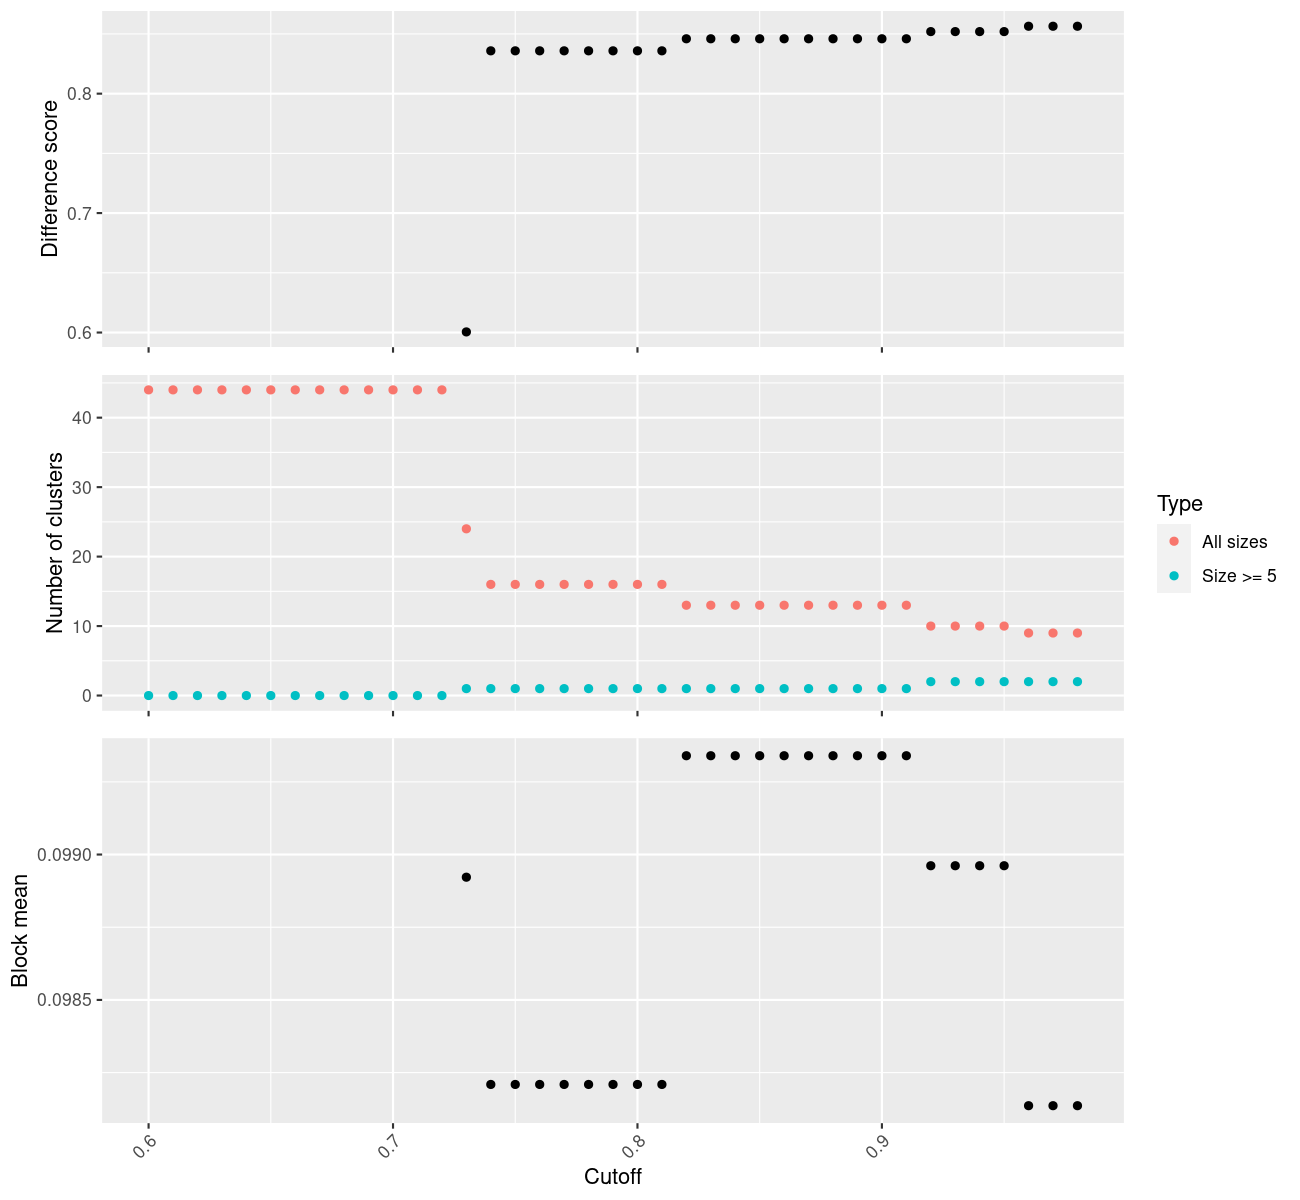 Difference score
0.8
0.7
0.6
Number of clusters
40
30
20
10
0
Type
All sizes
Size >= 5
Block mean
0.0990
0.0985
0.6
0.7
0.8
0.9
Cutoff